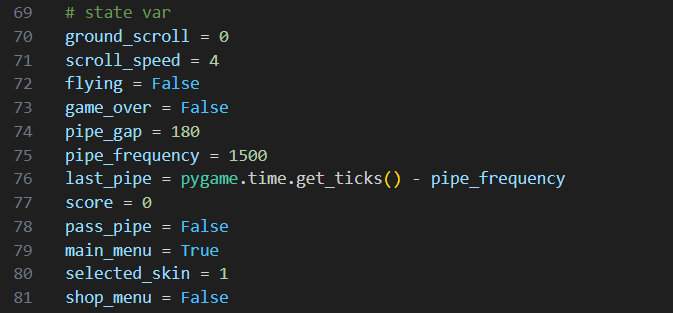 69 # state var
70 ground_scroll = 0
71 scroll_speed = 4
72 flying = False
73 game_over = False
74 pipe_gap = 180
75 pipe_frequency = 1500
76 last_pipe = pygame.time.get_ticks() - pipe_frequency
77 score = 0
78 pass_pipe = False
79 main_menu = True
80 selected_skin = 1
81 shop_menu = False